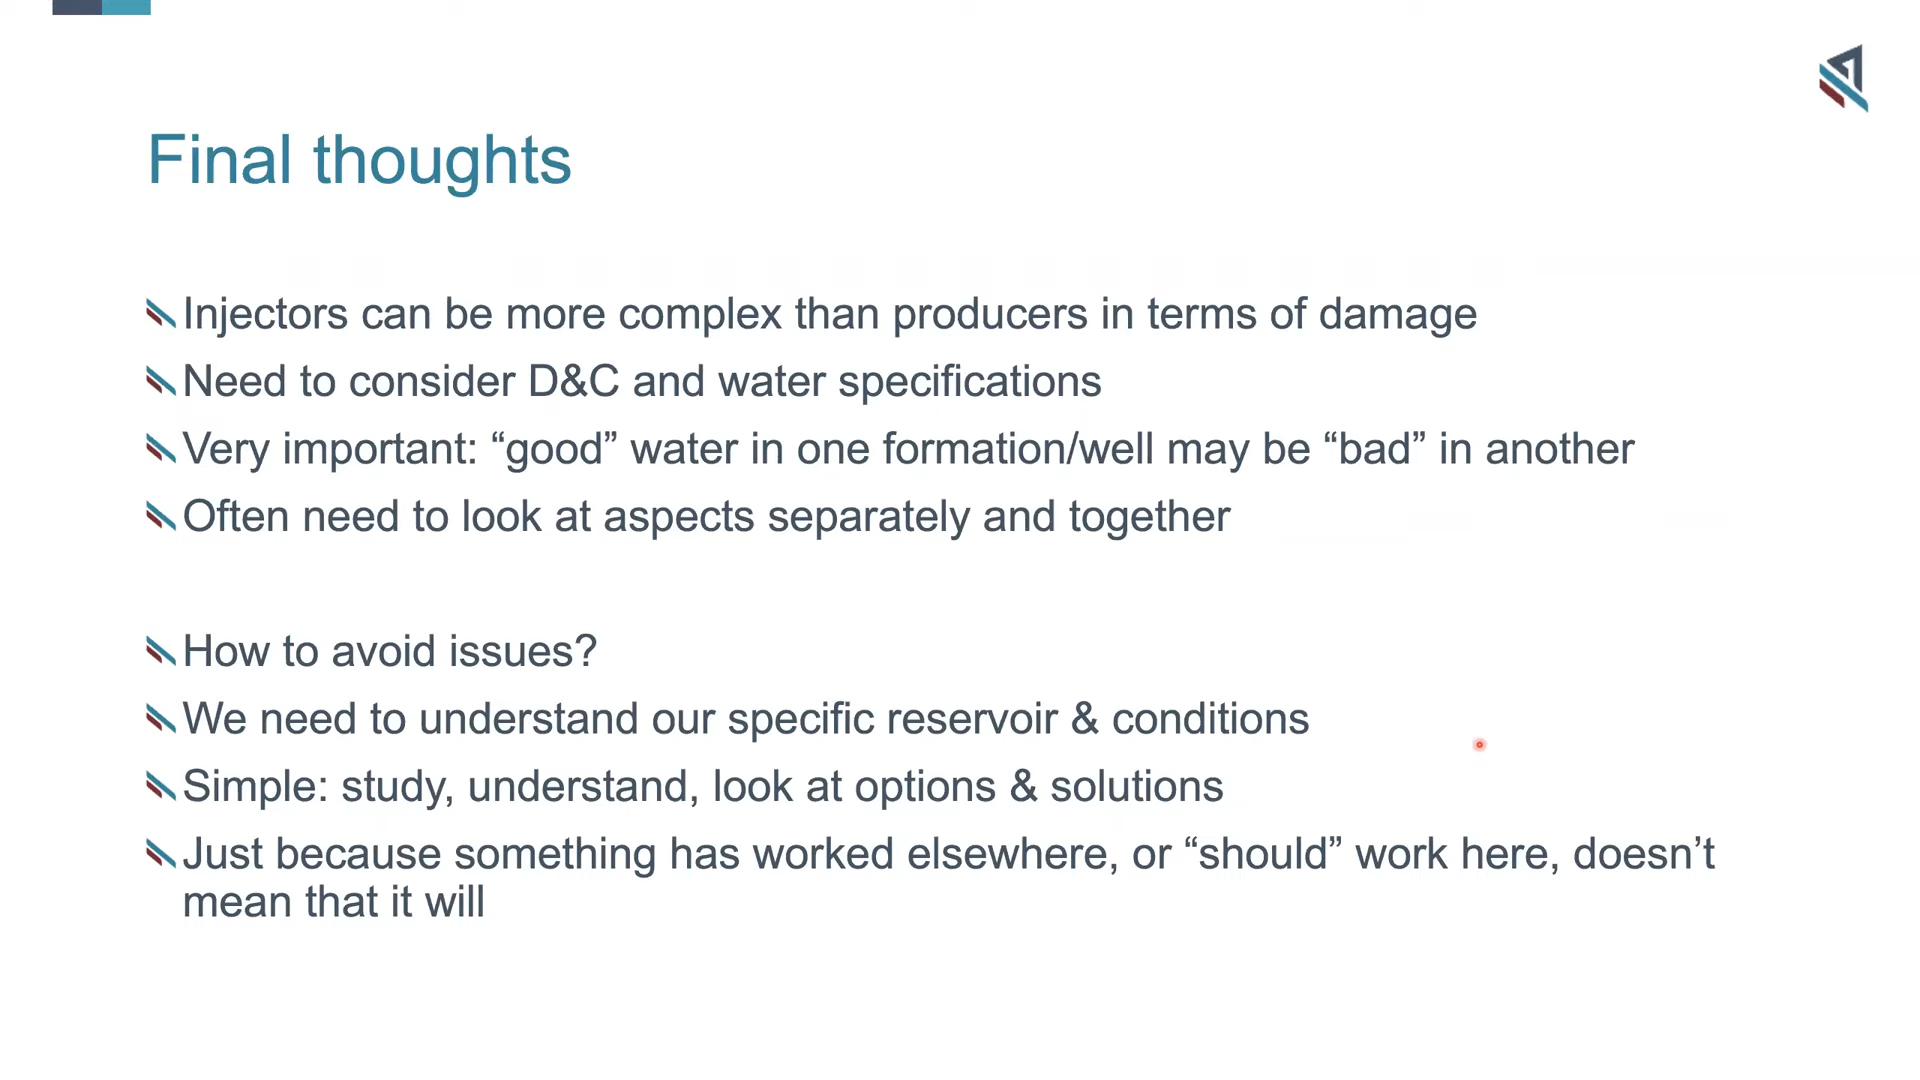 Final thoughts
Injectors can be more complex than producers in terms of damage
Need to consider D&C and water specifications
Very important: “good” water in one formation/well may be “bad” in another
Often need to look at aspects separately and together
How to avoid issues?
We need to understand our specific reservoir & conditions
Simple: study, understand, look at options & solutions
Just because something has worked elsewhere, or “should” work here, doesn’t
mean that it will